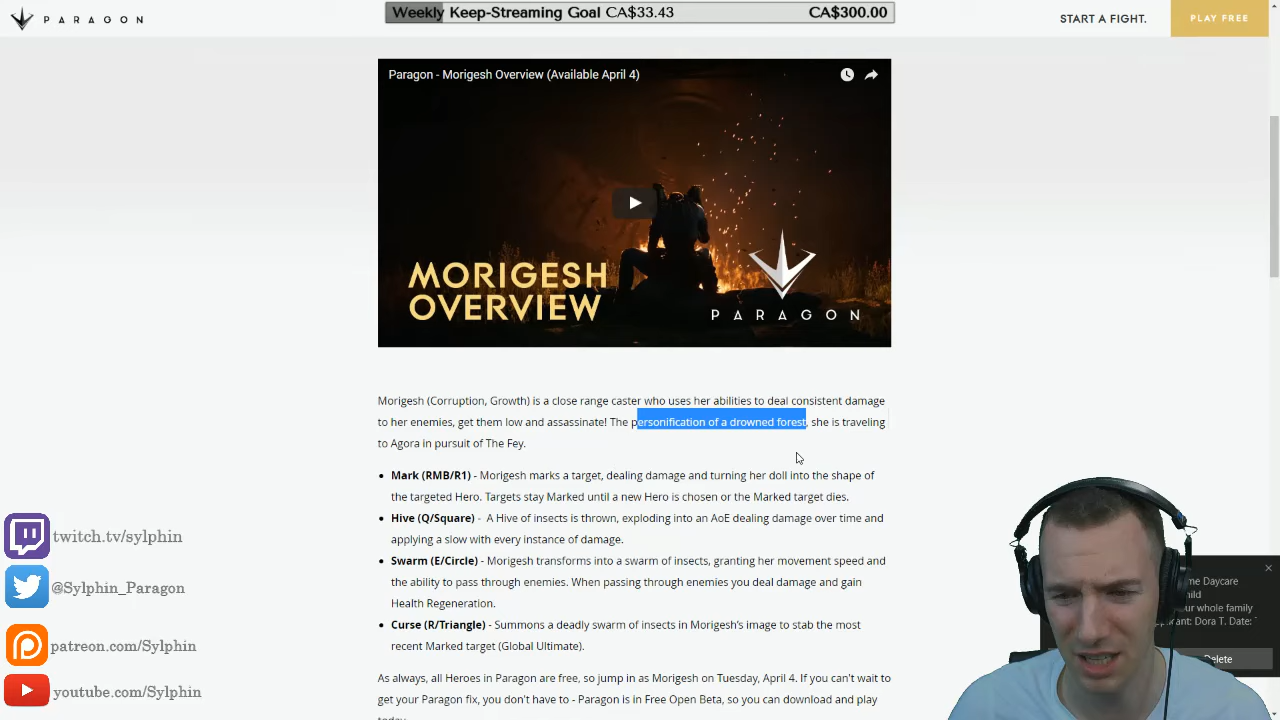 PARAGON
Weekly Keep-Streaming Goal CA$33.43 CA$300.00
START A FIGHT.
PLAY FREE
Paragon - Morigesh Overview (Available April 4)
MORIGESH
OVERVIEW
PARAGON
Morigesh (Corruption, Growth) is a close range caster who uses her abilities to deal consistent damage
to her enemies, get them low and assassinate! The personification of a drowned forest, she is traveling
to Agora in pursuit of The Fey.
Mark (RMB/R1) - Morigesh marks a target, dealing damage and turning her doll into the shape of
the targeted Hero. Targets stay Marked until a new Hero is chosen or the Marked target dies.
Hive (Q/Square) - A Hive of insects is thrown, exploding into an AoE dealing damage over time and
applying a slow with every instance of damage.
Swarm (E/Circle) - Morigesh transforms into a swarm of insects, granting her movement speed and
the ability to pass through enemies. When passing through enemies you deal damage and gain
Health Regeneration.
Curse (R/Triangle) - Summons a deadly swarm of insects in Morigesh's image to stab the most
recent Marked target (Global Ultimate).
As always, all Heroes in Paragon are free, so jump in as Morigesh on Tuesday, April 4. If you can't wait to
get your Paragon fix, you don't have to - Paragon is in Free Open Beta, so you can download and play
today.
twitch.tv/sylphin
@Sylphin_Paragon
patreon.com/Sylphin
youtube.com/Sylphin
Daycare
whole family
Dora T. Date:
Delete